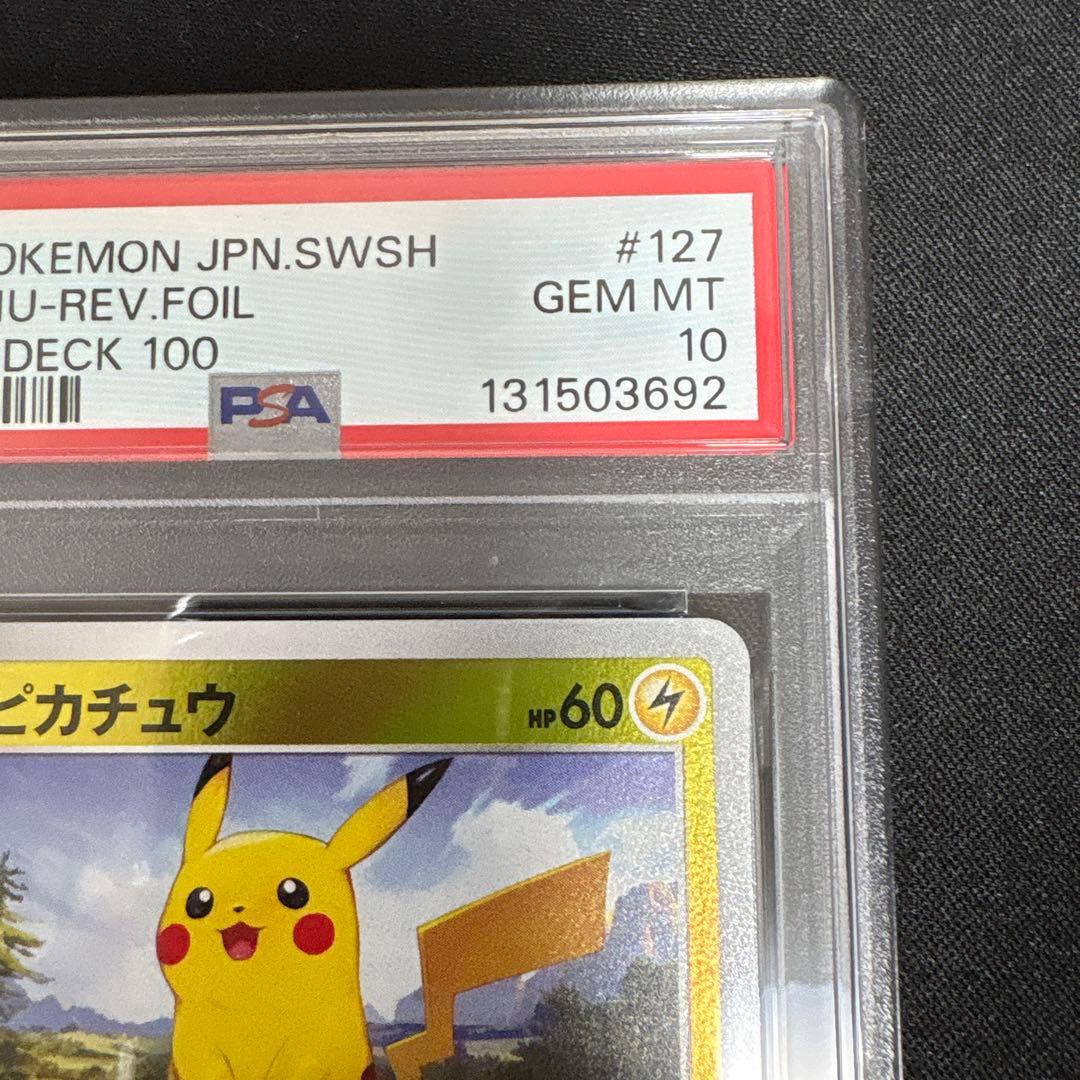 OKEMON JPN.SWSH #127
IU-REV.FOIL GEM MT
DECK 100 10
PSA 131503692
ピカチュウ HP60